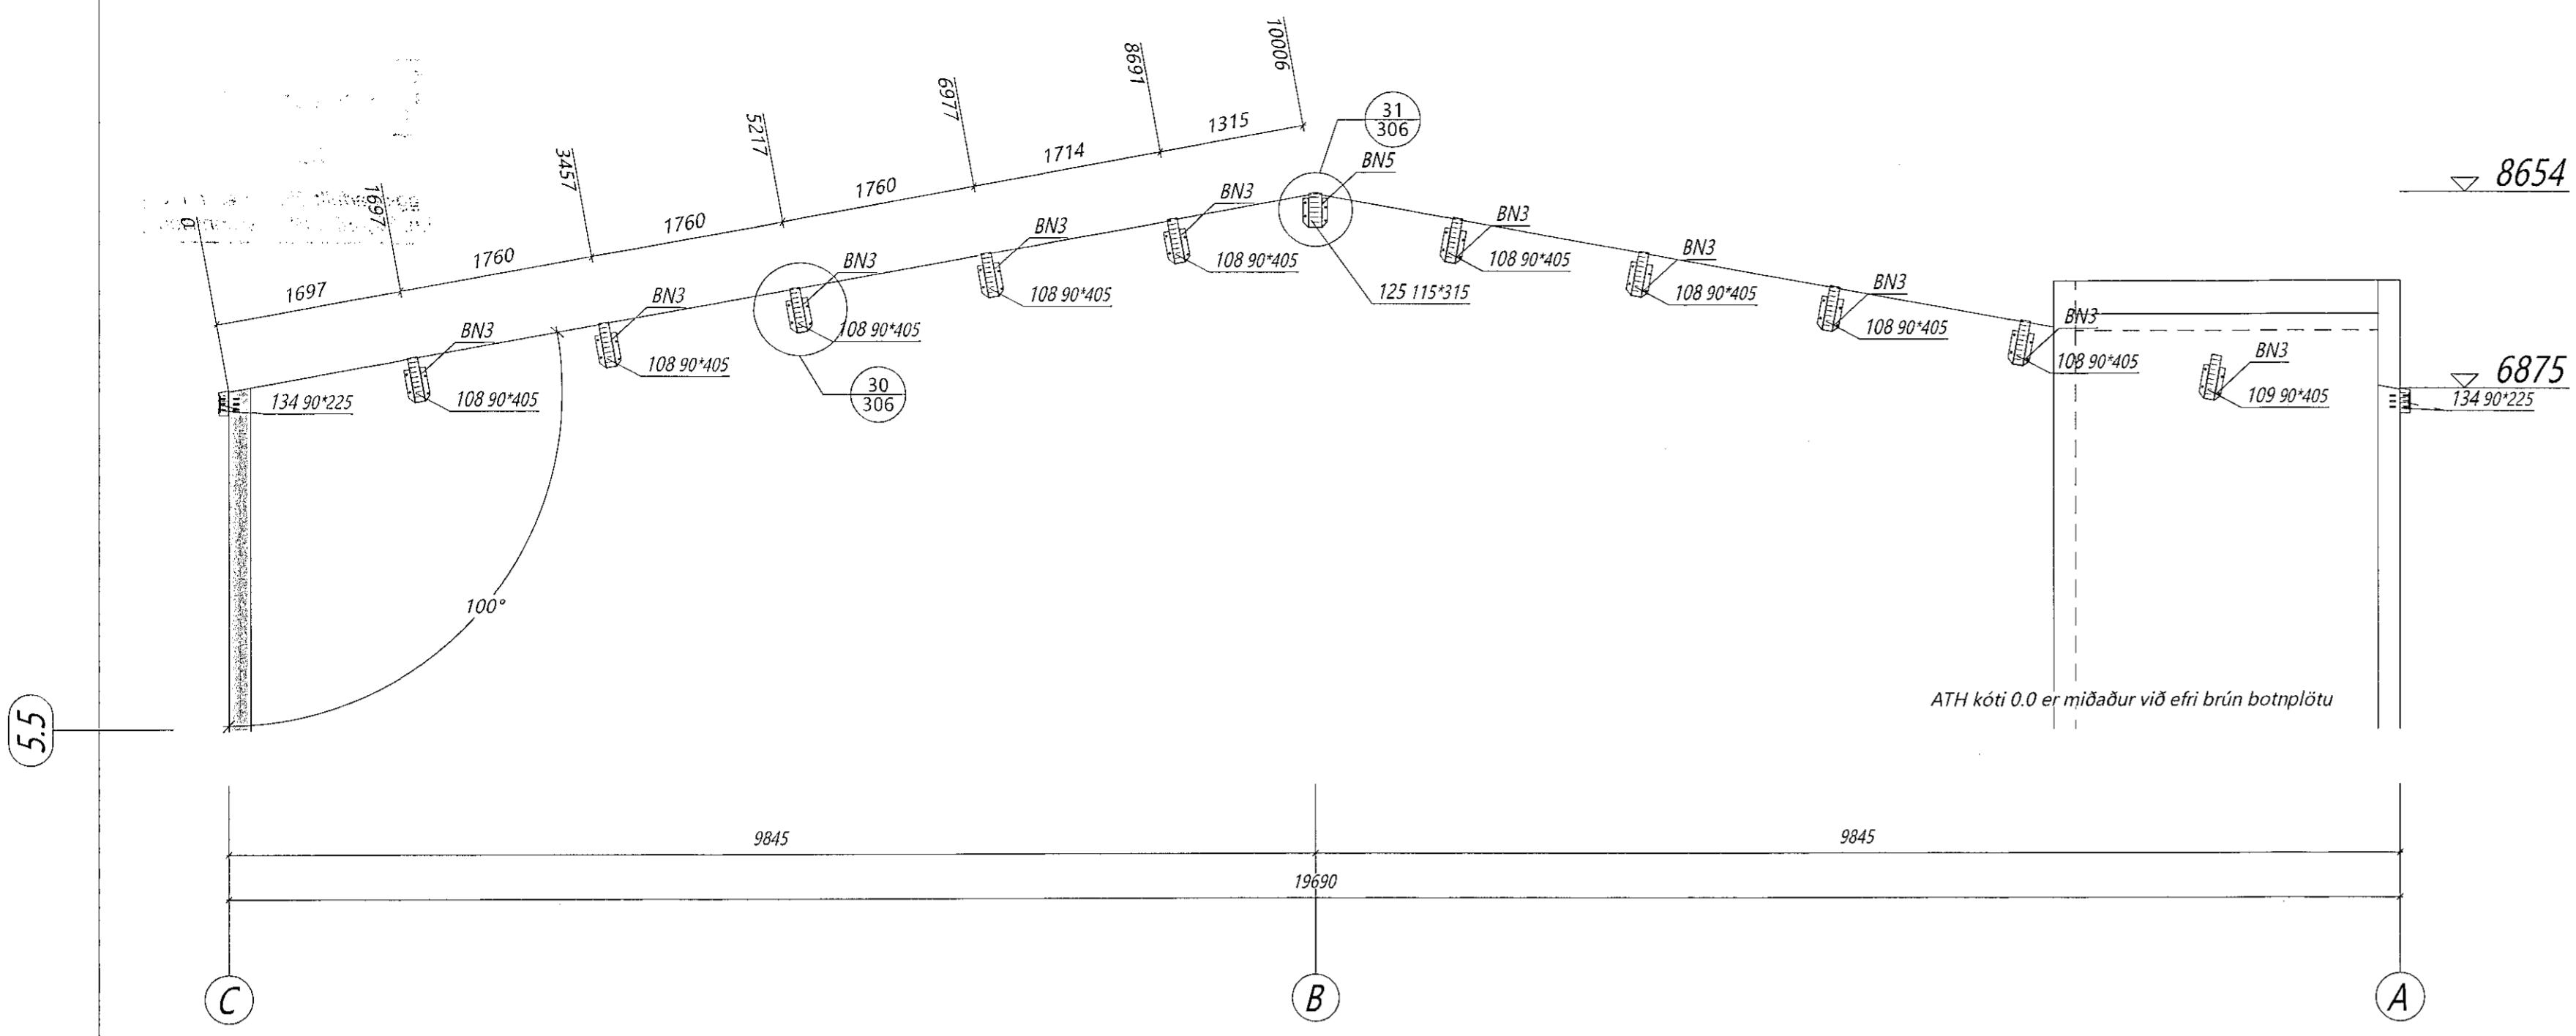 10006
8691
6977
5217
3457
1697
0
1315
1714
1760
1760
1760
1697
31
306
BN5
125 115*315
8654
BN3
108 90*405
BN3
108 90*405
BN3
108 90*405
BN3
108 90*405
BN3
108 90*405
BN3
108 90*405
BN3
108 90*405
BN3
108 90*405
BN3
108 90*405
BN3
109 90*405
30
306
6875
134 90*225
134 90*225
100°
ATH kóti 0.0 er miðaður við efri brún botnplötu
5.5
9845
9845
19690
C
B
A